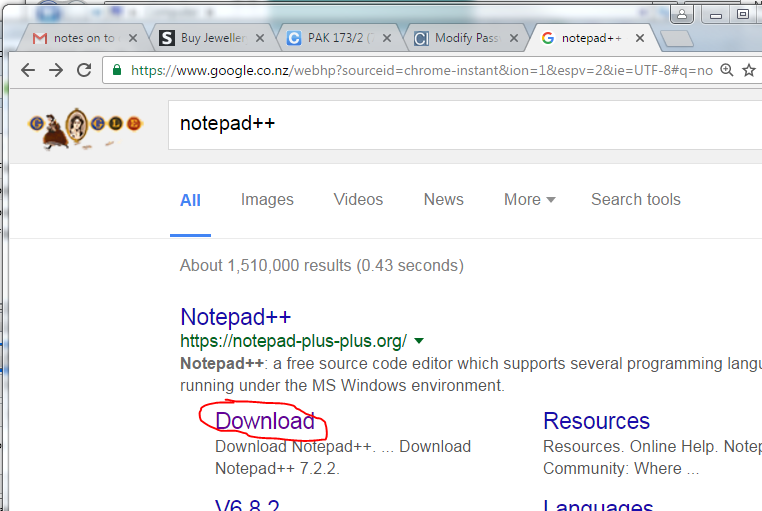 notes on to
Buy Jeweller
PAK 173/2 (
Modify Pass
notepad++
https://www.google.co.nz/webhp?sourceid=chrome-instant&ion=1&espv=2&ie=UTF-8#q=no
GOOGLE
notepad++
All Images Videos News More Search tools
About 1,510,000 results (0.43 seconds)
Notepad++
https://notepad-plus-plus.org/
Notepad++: a free source code editor which supports several programming langu
running under the MS Windows environment.
Download
Download Notepad++. ... Download
Notepad++ 7.2.2.
V6.8.2
Resources
Resources. Online Help. Notep
Community: Where ...
Languages